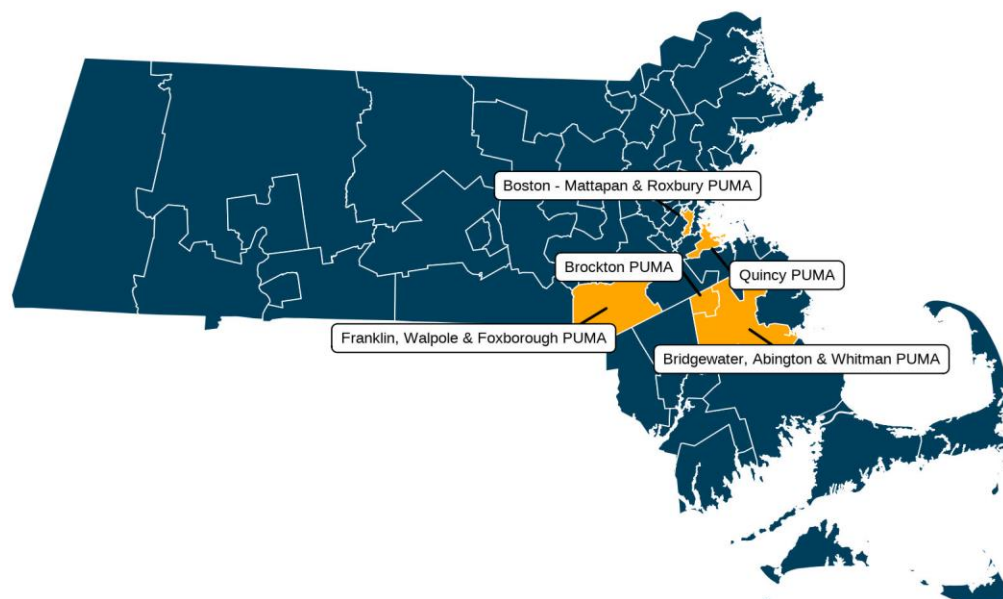 Boston - Mattapan & Roxbury PUMA
Brockton PUMA
Quincy PUMA
Franklin, Walpole & Foxborough PUMA
Bridgewater, Abington & Whitman PUMA